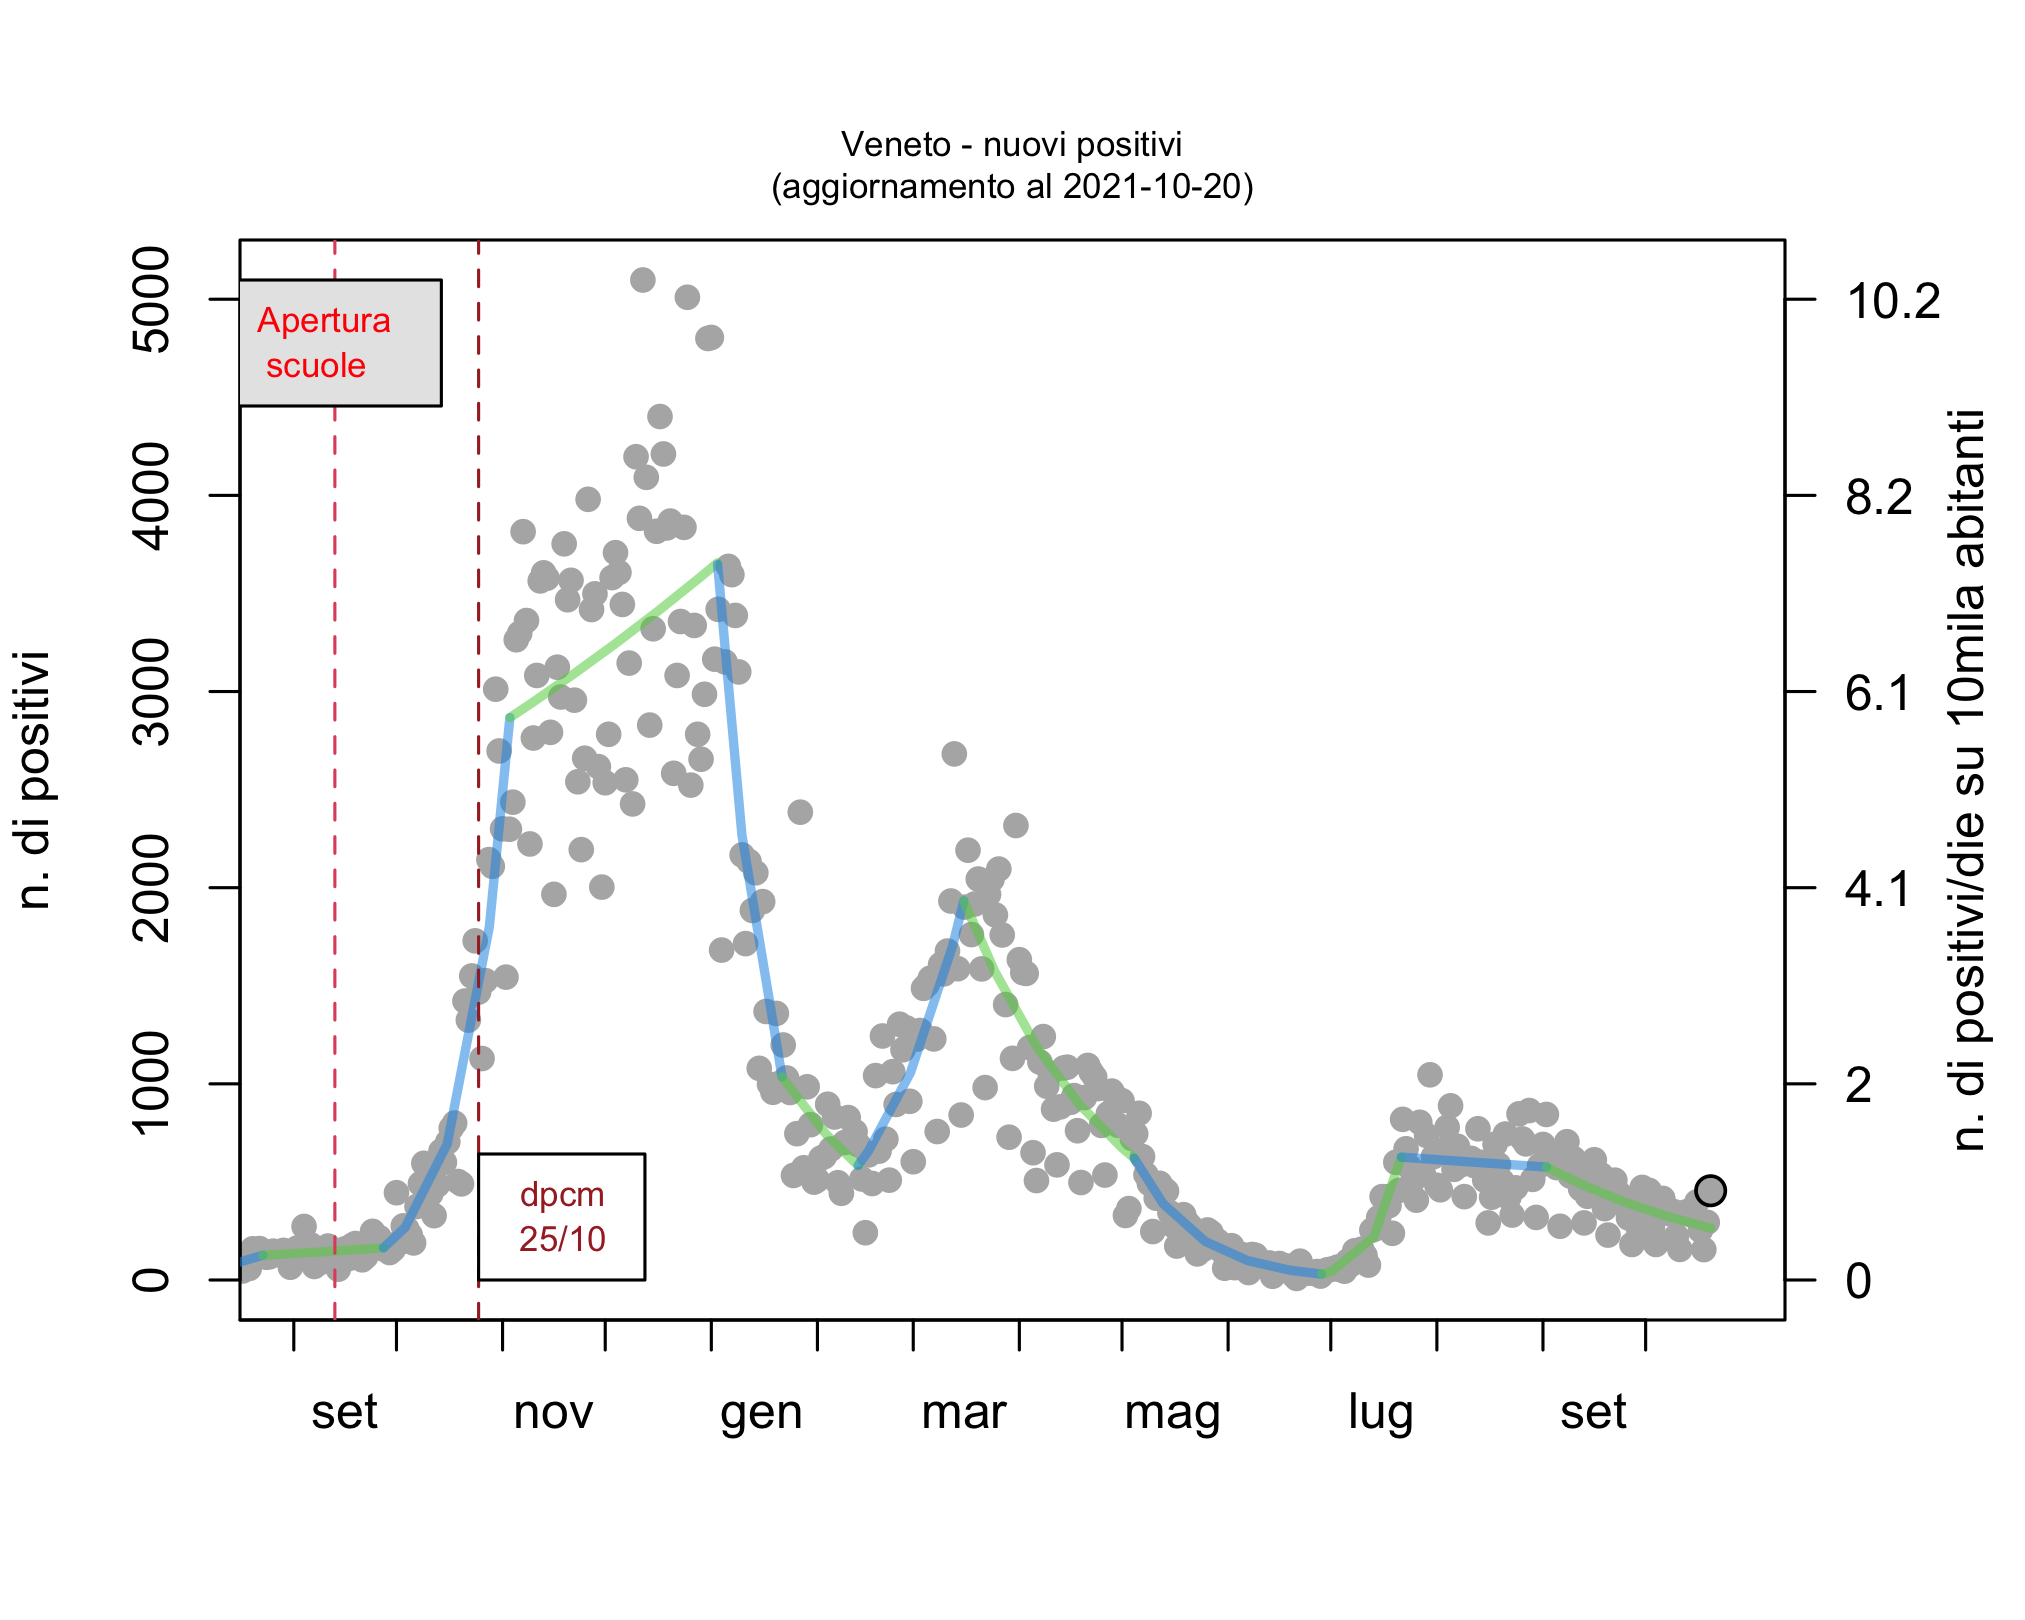 Veneto - nuovi positivi
(aggiornamento al 2021-10-20)
n. di positivi
5000
4000
3000
2000
1000
0
Apertura
scuole
dpcm
25/10
10.2
8.2
6.1
4.1
2
0
n. di positivi/die su 10mila abitanti
set nov gen mar mag lug set